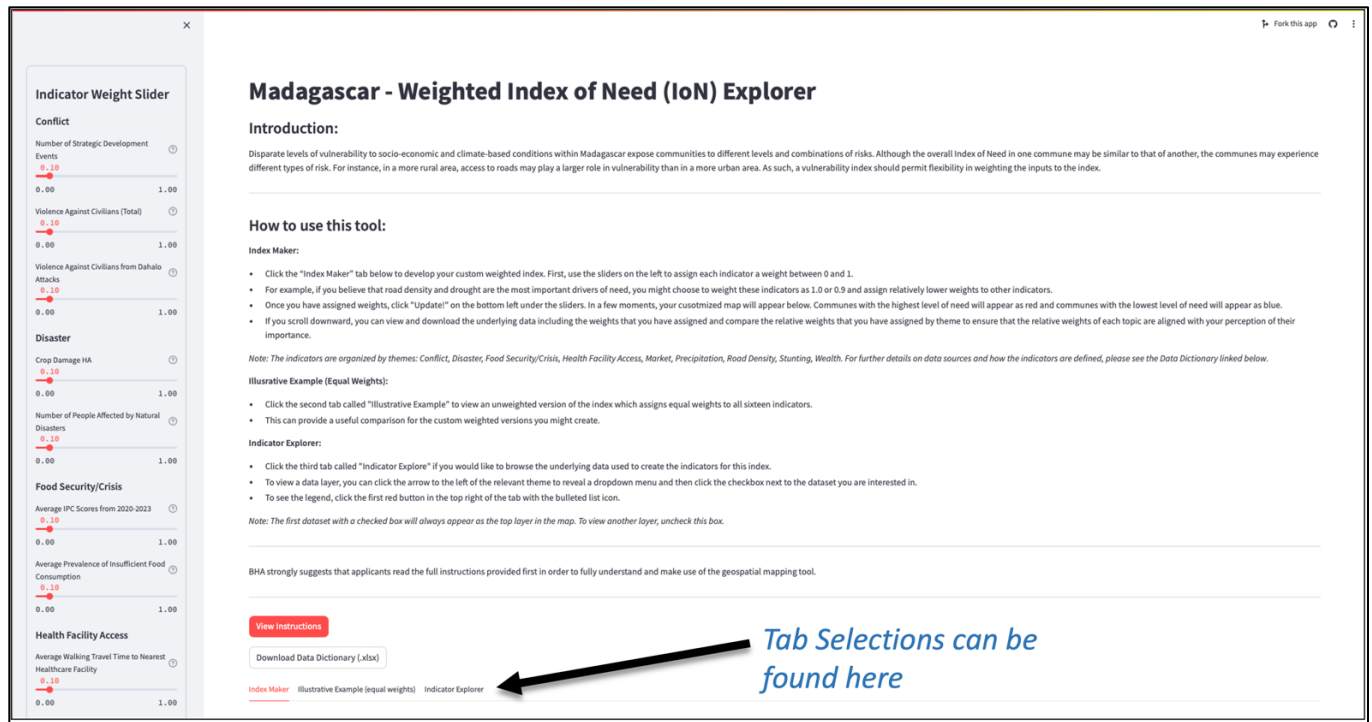 Fork this app
Indicator Weight Slider
Conflict
Number of Strategic Development
Events
0.10
0.00 1.00
Violence Against Civilians (Total)
0.10
0.00 1.00
Violence Against Civilians from Dahalo
Attacks
0.10
0.00 1.00
Disaster
Crop Damage HA
0.10
0.00 1.00
Number of People Affected by Natural
Disasters
0.10
0.00 1.00
Food Security/Crisis
Average IPC Scores from 2020-2023
0.10
0.00 1.00
Average Prevalence of Insufficient Food
Consumption
0.10
0.00 1.00
Health Facility Access
Average Walking Travel Time to Nearest
Healthcare Facility
0.10
0.00 1.00
Madagascar - Weighted Index of Need (IoN) Explorer
Introduction:
Disparate levels of vulnerability to socio-economic and climate-based conditions within Madagascar expose communities to different levels and combinations of risks. Although the overall Index of Need in one commune may be similar to that of another, the communes may experience
different types of risk. For instance, in a more rural area, access to roads may play a larger role in vulnerability than in a more urban area. As such, a vulnerability index should permit flexibility in weighting the inputs to the index.
How to use this tool:
Index Maker:
• Click the "Index Maker" tab below to develop your custom weighted index. First, use the sliders on the left to assign each indicator a weight between 0 and 1.
• For example, if you believe that road density and drought are the most important drivers of need, you might choose to weight these indicators as 1.0 or 0.9 and assign relatively lower weights to other indicators.
• Once you have assigned weights, click "Update!" on the bottom left under the sliders. In a few moments, your cusotmized map will appear below. Communes with the highest level of need will appear as red and communes with the lowest level of need will appear as blue.
• If you scroll downward, you can view and download the underlying data including the weights that you have assigned and compare the relative weights that you have assigned by theme to ensure that the relative weights of each topic are aligned with your perception of their
importance.
Note: The indicators are organized by themes: Conflict, Disaster, Food Security/Crisis, Health Facility Access, Market, Precipitation, Road Density, Stunting, Wealth. For further details on data sources and how the indicators are defined, please see the Data Dictionary linked below.
Illusrative Example (Equal Weights):
• Click the second tab called "Illustrative Example" to view an unweighted version of the index which assigns equal weights to all sixteen indicators.
• This can provide a useful comparison for the custom weighted versions you might create.
Indicator Explorer:
• Click the third tab called "Indicator Explore" if you would like to browse the underlying data used to create the indicators for this index.
• To view a data layer, you can click the arrow to the left of the relevant theme to reveal a dropdown menu and then click the checkbox next to the dataset you are interested in.
• To see the legend, click the first red button in the top right of the tab with the bulleted list icon.
Note: The first dataset with a checked box will always appear as the top layer in the map. To view another layer, uncheck this box.
BHA strongly suggests that applicants read the full instructions provided first in order to fully understand and make use of the geospatial mapping tool.
View Instructions
Download Data Dictionary (.xlsx)
Index Maker Illustrative Example (equal weights) Indicator Explorer
Tab Selections can be
found here